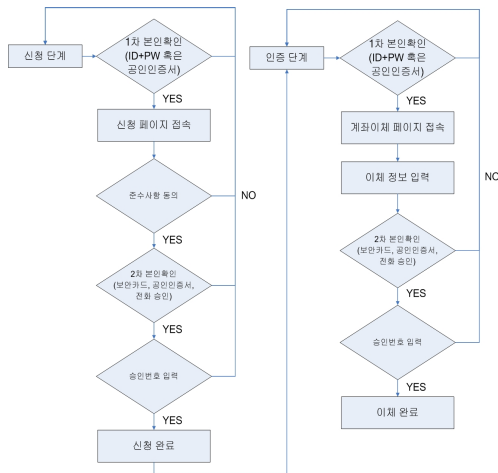 신청 단계
1차 본인확인
(ID+PW 혹은
공인인증서)
YES
신청 페이지 접속
준수사항 동의
NO
YES
2차 본인확인
(보안카드, 공인인증서,
전화 승인)
YES
승인번호 입력
YES
신청 완료
인증 단계
1차 본인확인
(ID+PW 혹은
공인인증서)
YES
계좌이체 페이지 접속
이체 정보 입력
NO
2차 본인확인
(보안카드, 공인인증서,
전화 승인)
YES
승인번호 입력
YES
이체 완료